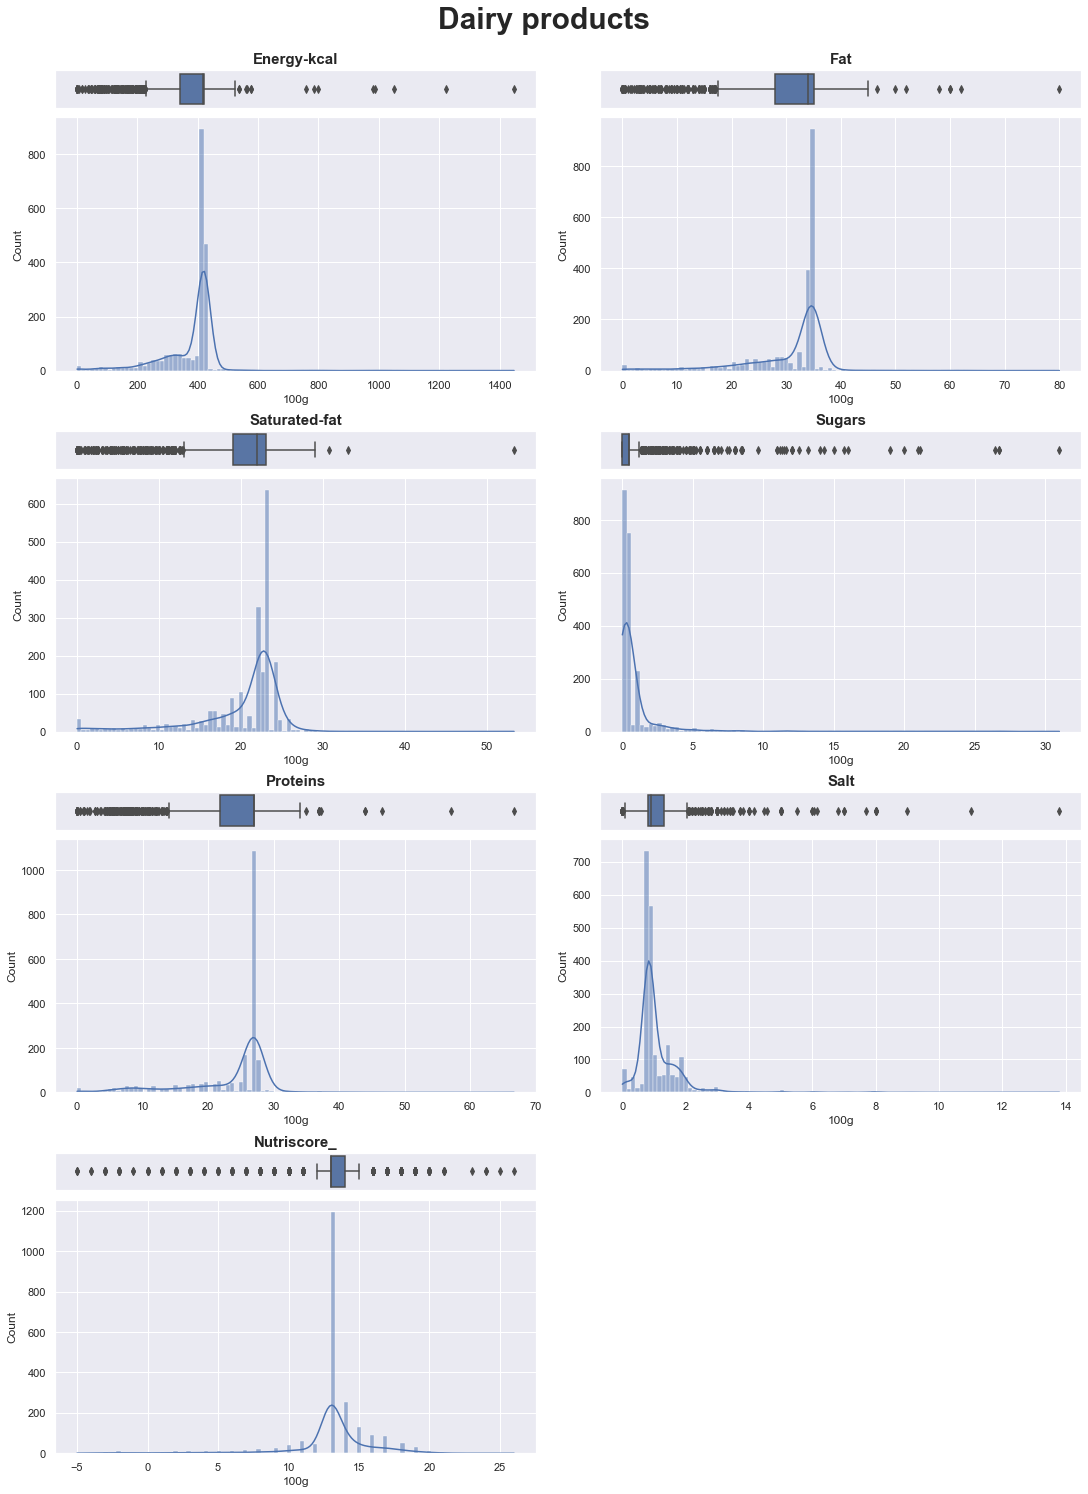 Dairy products
Energy-kcal
Count
800
600
400
200
0
0 200 400 600 800 1000 1200 1400
100g
Fat
Count
800
600
400
200
0
0 10 20 30 40 50 60 70 80
100g
Saturated-fat
Count
600
500
400
300
200
100
0
0 10 20 30 40 50
100g
Sugars
Count
800
600
400
200
0
0 5 10 15 20 25 30
100g
Proteins
Count
1000
800
600
400
200
0
0 10 20 30 40 50 60 70
100g
Salt
Count
700
600
500
400
300
200
100
0
0 2 4 6 8 10 12 14
100g
Nutriscore_
Count
1200
1000
800
600
400
200
0
−5 0 5 10 15 20 25
100g